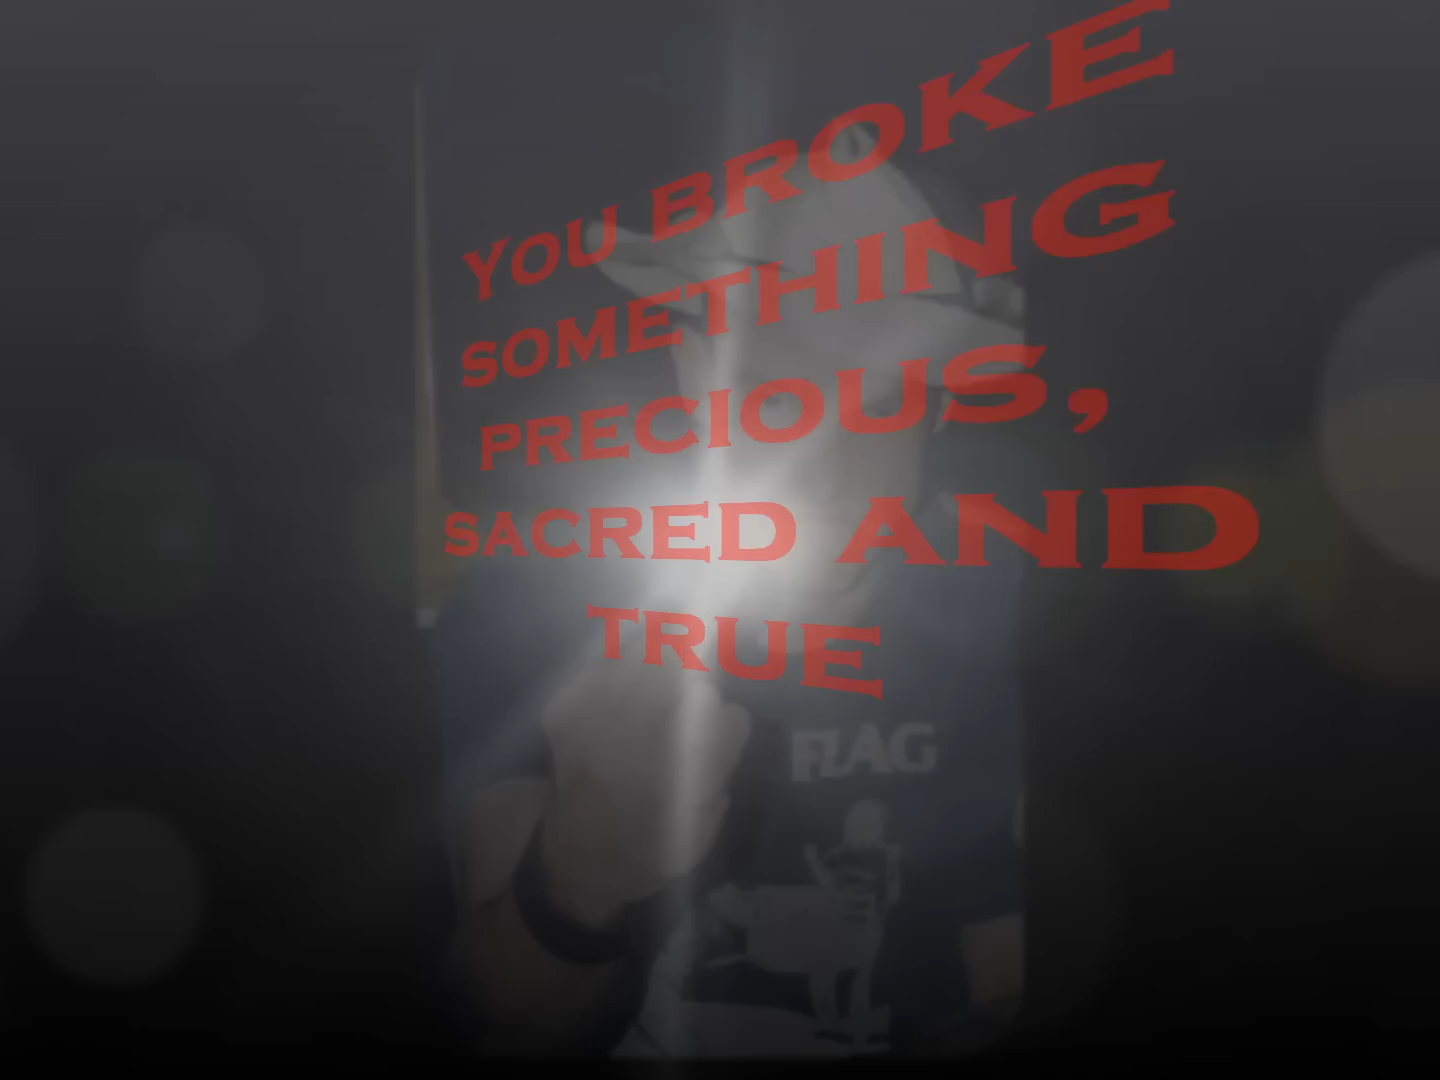 YOU BROKE
SOMETHING
PRECIOUS,
SACRED AND
TRUE
FLAG